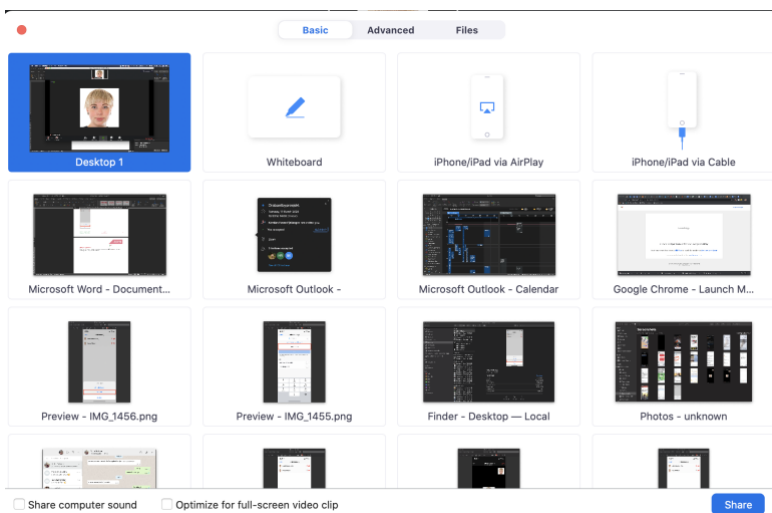 Basic Advanced Files
Desktop 1 Whiteboard iPhone/iPad via AirPlay iPhone/iPad via Cable
Microsoft Word - Document... Microsoft Outlook - Microsoft Outlook - Calendar Google Chrome - Launch M...
Preview - IMG_1456.png Preview - IMG_1455.png Finder - Desktop — Local Photos - unknown
Share computer sound Optimize for full-screen video clip Share